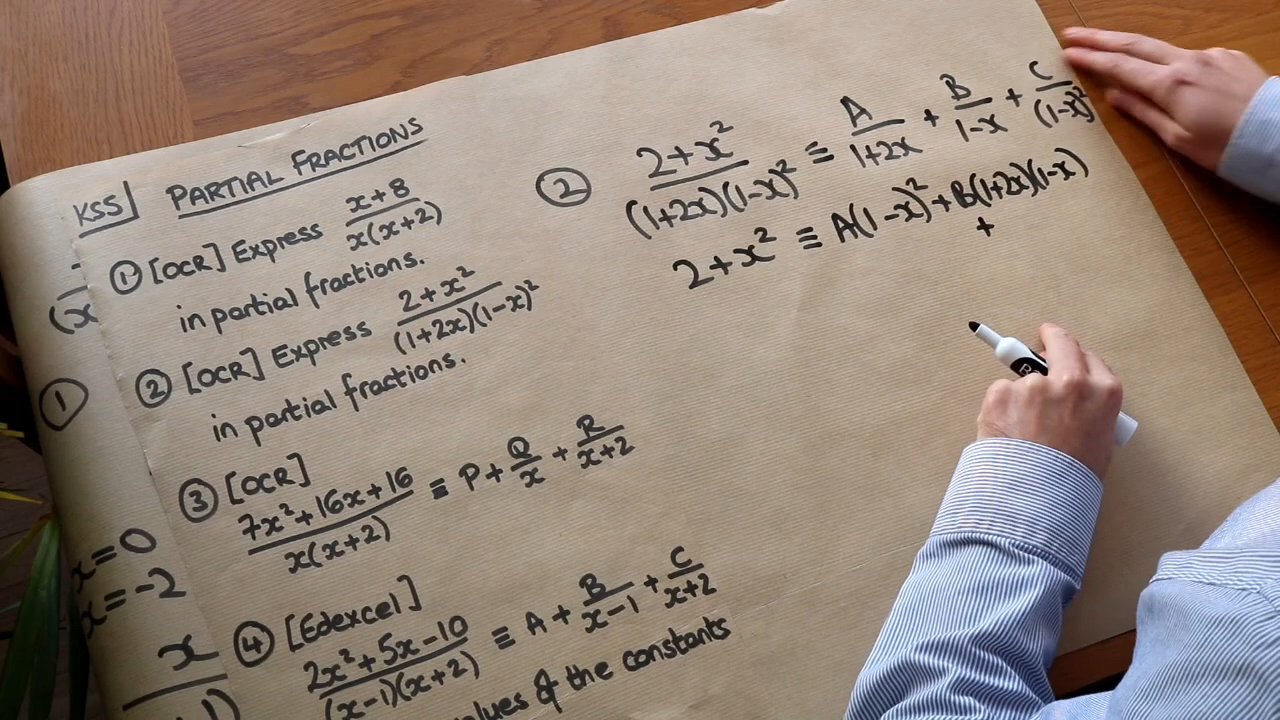 KS5 PARTIAL FRACTIONS
① [OCR] Express (x+8)/(x(x+2))
in partial fractions.
② [OCR] Express (2+x²)/((1+2x)(1-x)²)
in partial fractions.
③ [OCR]
(7x²+16x+16)/(x(x+2)) ≡ P + Q/x + R/(x+2)
④ [Edexcel]
(2x²+5x-10)/((x-1)(x+2)) ≡ A + B/(x-1) + C/(x+2)
values of the constants
①
x=0
x=-2
x
② (2+x²)/((1+2x)(1-x)²) ≡ A/(1+2x) + B/(1-x) + C/(1-x)²
2+x² ≡ A(1-x)² + B(1+2x)(1-x)
+